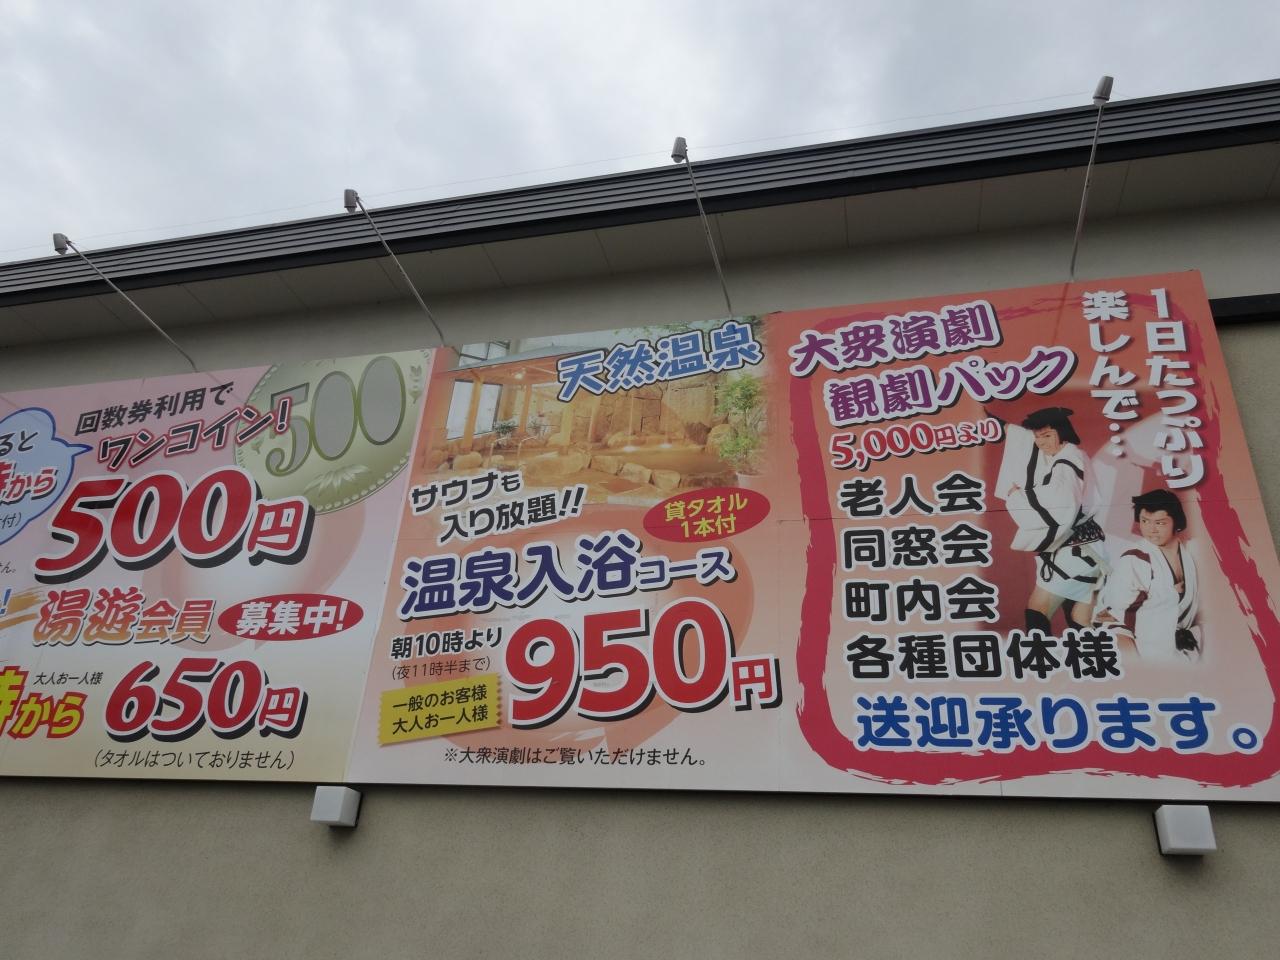 ると
から
回数券利用で
ワンコイン!
500
500円
湯遊会員
募集中!
時から
大人お一人様
650円
(タオルはついておりません)
天然温泉
サウナも
入り放題!!
貸タオル
1本付
温泉入浴コース
朝10時より
(夜11時半まで)
950円
一般のお客様
大人お一人様
※大衆演劇はご覧いただけません。
1日たっぷり
楽しんで…
大衆演劇
観劇パック
5,000円より
老人会
同窓会
町内会
各種団体様
送迎承ります。